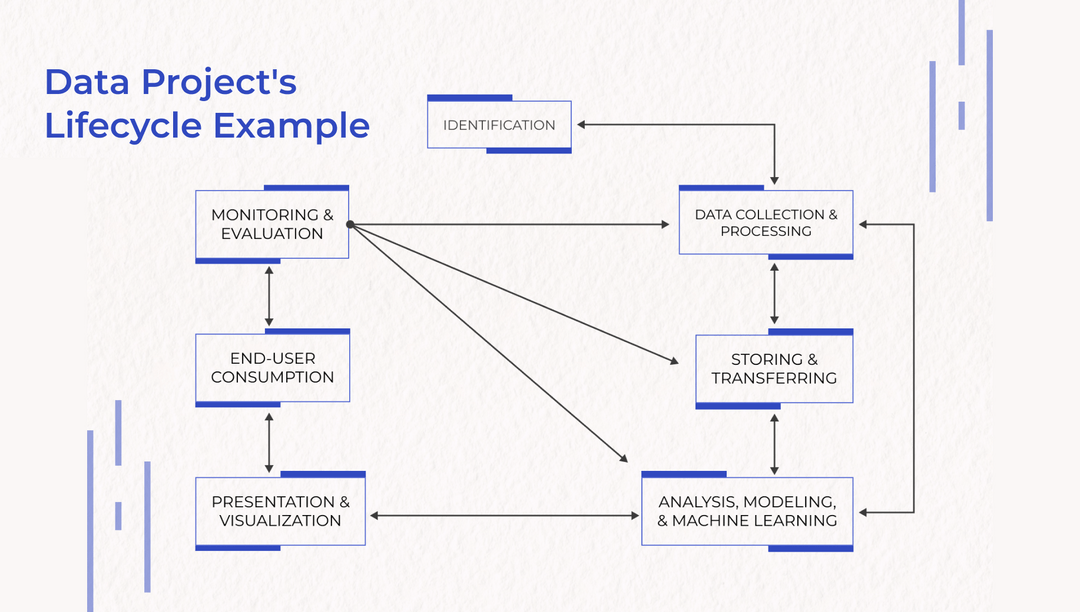 Data Project's
Lifecycle Example
IDENTIFICATION
MONITORING &
EVALUATION
DATA COLLECTION &
PROCESSING
END-USER
CONSUMPTION
STORING &
TRANSFERRING
PRESENTATION &
VISUALIZATION
ANALYSIS, MODELING,
& MACHINE LEARNING